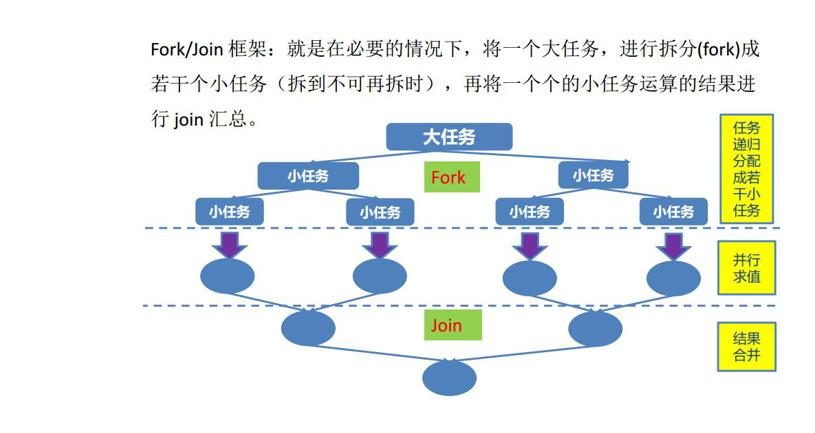 Fork/Join 框架：就是在必要的情况下，将一个大任务，进行拆分(fork)成
若干个小任务（拆到不可再拆时），再将一个个的小任务运算的结果进
行 join 汇总。
大任务
小任务
Fork
小任务
小任务
小任务
小任务
小任务
任务
递归
分配
成若
干小
任务
并行
求值
Join
结果
合并